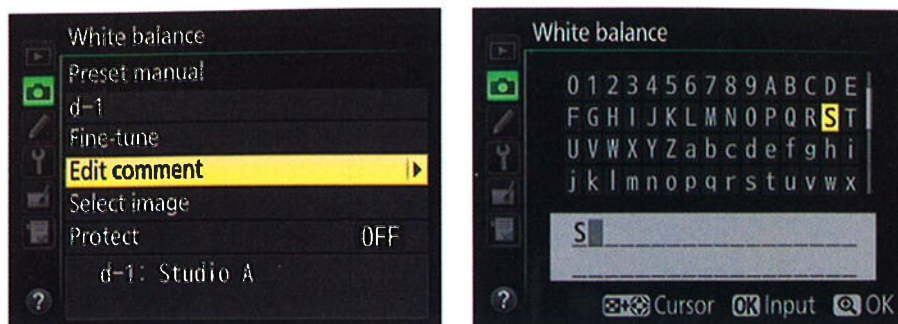 White balance
Preset manual
d-1
Fine-tune
Edit comment
Select image
Protect OFF
d-1: Studio A
?
White balance
0 1 2 3 4 5 6 7 8 9 A B C D E
F G H I J K L M N O P Q R S T
U V W X Y Z a b c d e f g h i
j k l m n o p q r s t u v w x
S
? Cursor OK Input OK